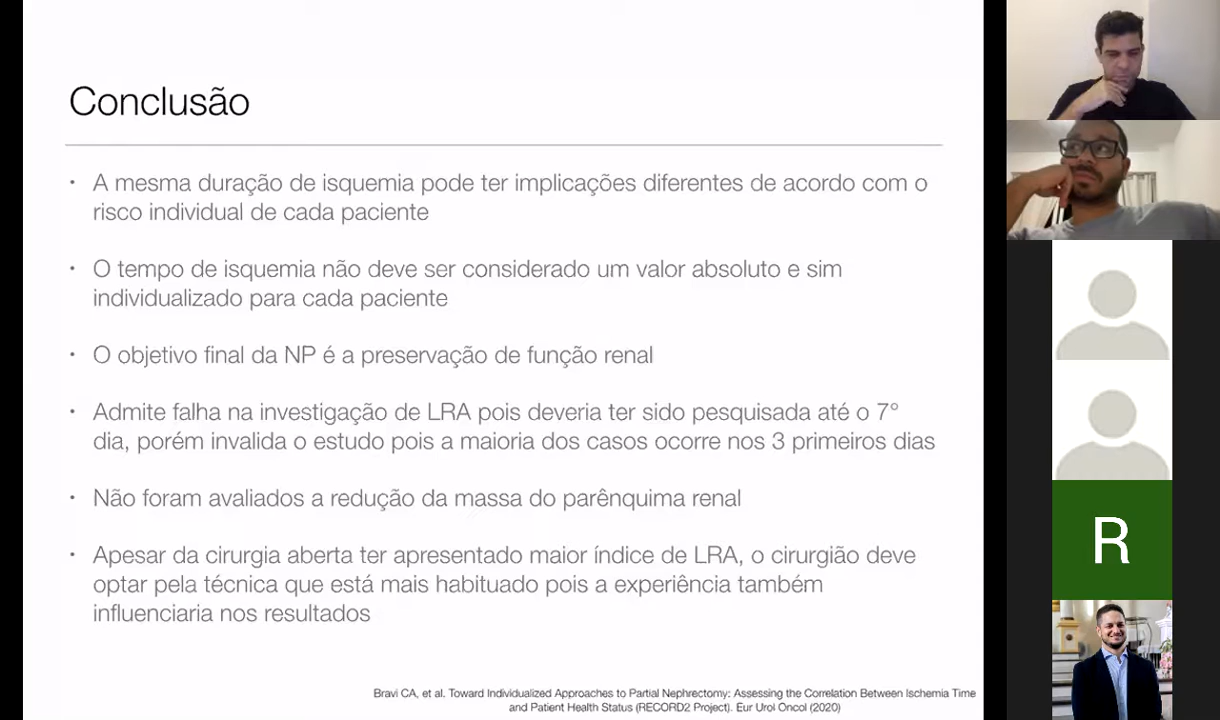 Conclusão
• A mesma duração de isquemia pode ter implicações diferentes de acordo com o
risco individual de cada paciente
• O tempo de isquemia não deve ser considerado um valor absoluto e sim
individualizado para cada paciente
• O objetivo final da NP é a preservação de função renal
• Admite falha na investigação de LRA pois deveria ter sido pesquisada até o 7°
dia, porém invalida o estudo pois a maioria dos casos ocorre nos 3 primeiros dias
• Não foram avaliados a redução da massa do parênquima renal
• Apesar da cirurgia aberta ter apresentado maior índice de LRA, o cirurgião deve
optar pela técnica que está mais habituado pois a experiência também
influenciaria nos resultados
Bravi CA, et al. Toward Individualized Approaches to Partial Nephrectomy: Assessing the Correlation Between Ischemia Time
and Patient Health Status (RECORD2 Project). Eur Urol Oncol (2020)
R